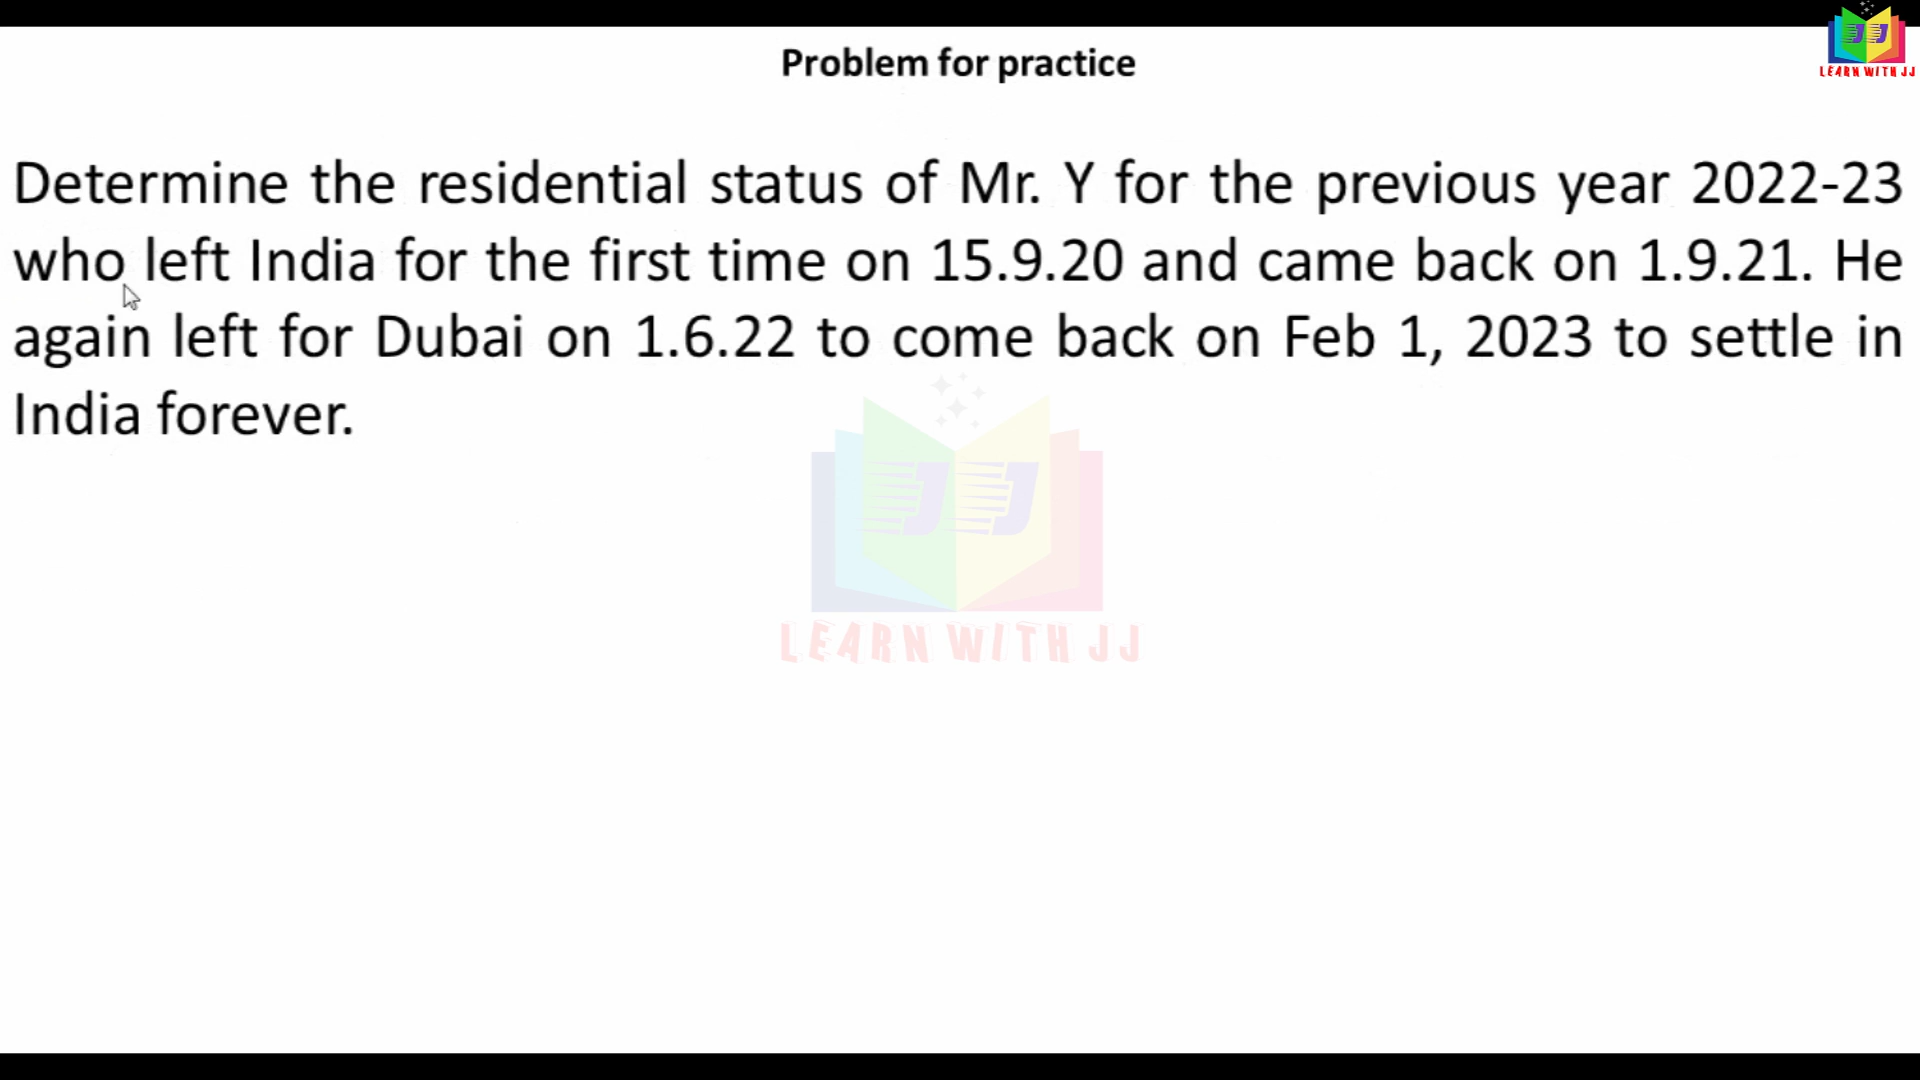 Problem for practice
JJ
LEARN WITH JJ
Determine the residential status of Mr. Y for the previous year 2022-23
who left India for the first time on 15.9.20 and came back on 1.9.21. He
again left for Dubai on 1.6.22 to come back on Feb 1, 2023 to settle in
India forever.
JJ
LEARN WITH JJ